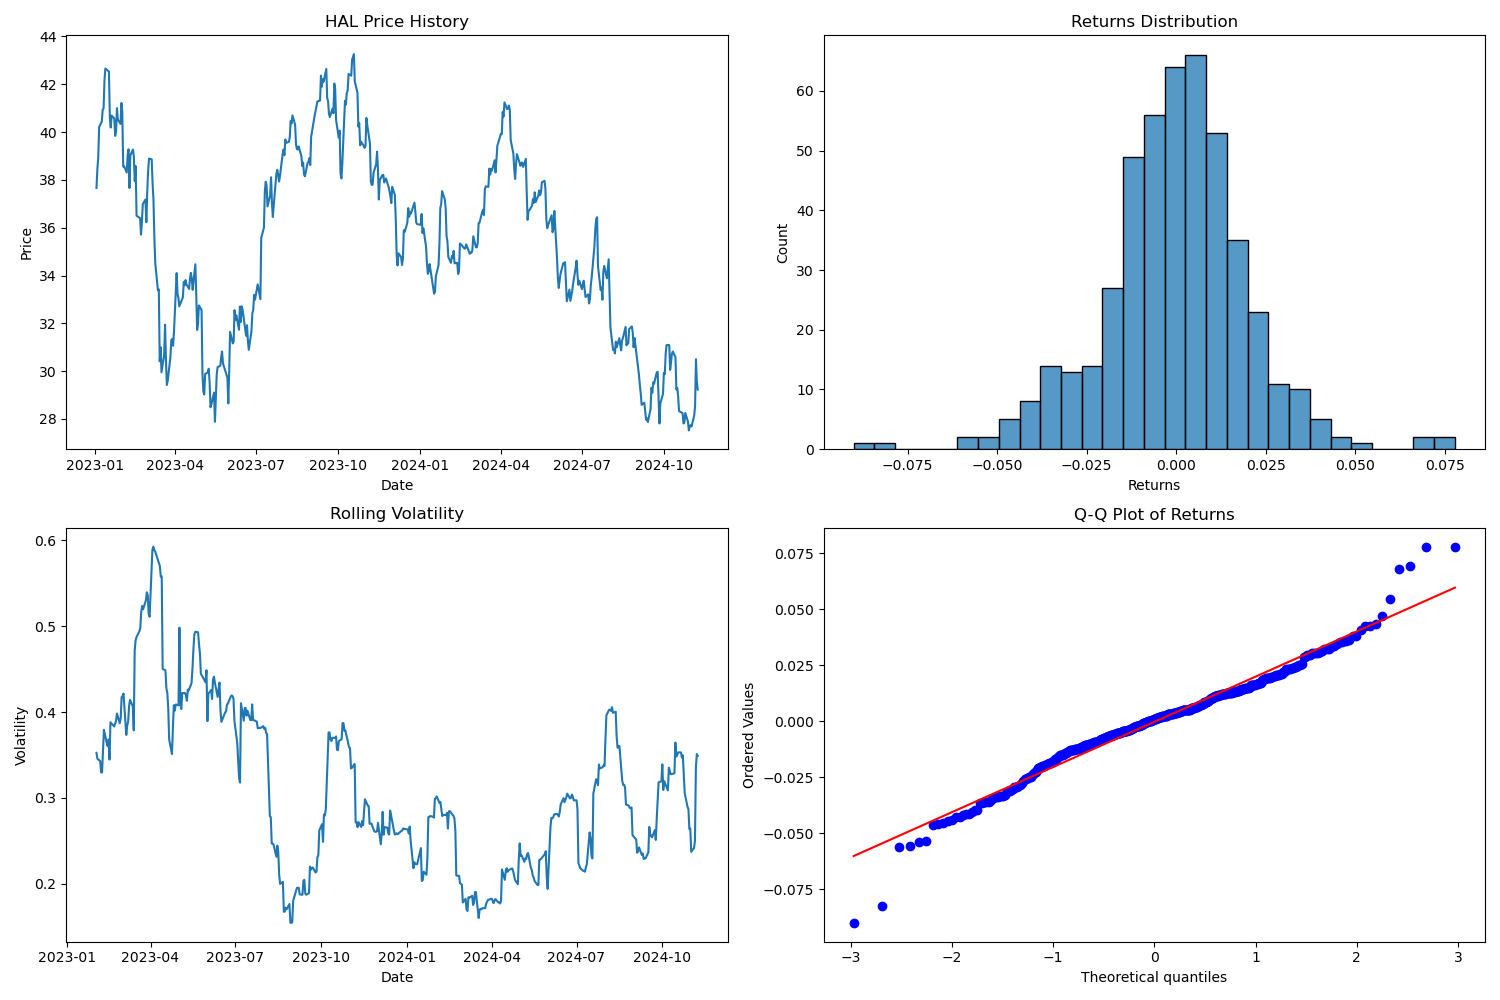 HAL Price History
Price
44
42
40
38
36
34
32
30
28
2023-01 2023-04 2023-07 2023-10 2024-01 2024-04 2024-07 2024-10
Date
Returns Distribution
Count
60
50
40
30
20
10
0
−0.075 −0.050 −0.025 0.000 0.025 0.050 0.075
Returns
Rolling Volatility
Volatility
0.6
0.5
0.4
0.3
0.2
2023-01 2023-04 2023-07 2023-10 2024-01 2024-04 2024-07 2024-10
Date
Q-Q Plot of Returns
Ordered Values
0.075
0.050
0.025
0.000
−0.025
−0.050
−0.075
−3 −2 −1 0 1 2 3
Theoretical quantiles